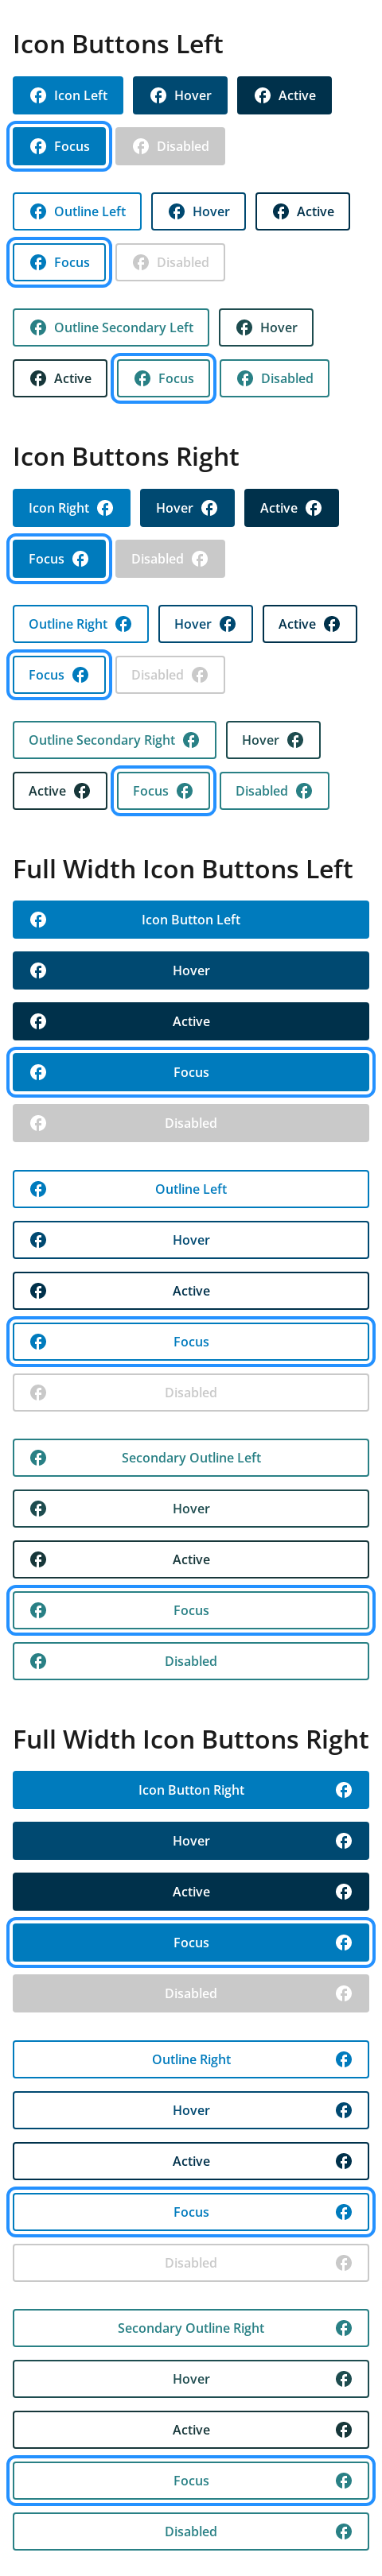 Icon Buttons Left
Icon Left Hover Active
Focus Disabled
Outline Left Hover Active
Focus Disabled
Outline Secondary Left Hover
Active Focus Disabled
Icon Buttons Right
Icon Right Hover Active
Focus Disabled
Outline Right Hover Active
Focus Disabled
Outline Secondary Right Hover
Active Focus Disabled
Full Width Icon Buttons Left
Icon Button Left
Hover
Active
Focus
Disabled
Outline Left
Hover
Active
Focus
Disabled
Secondary Outline Left
Hover
Active
Focus
Disabled
Full Width Icon Buttons Right
Icon Button Right
Hover
Active
Focus
Disabled
Outline Right
Hover
Active
Focus
Disabled
Secondary Outline Right
Hover
Active
Focus
Disabled